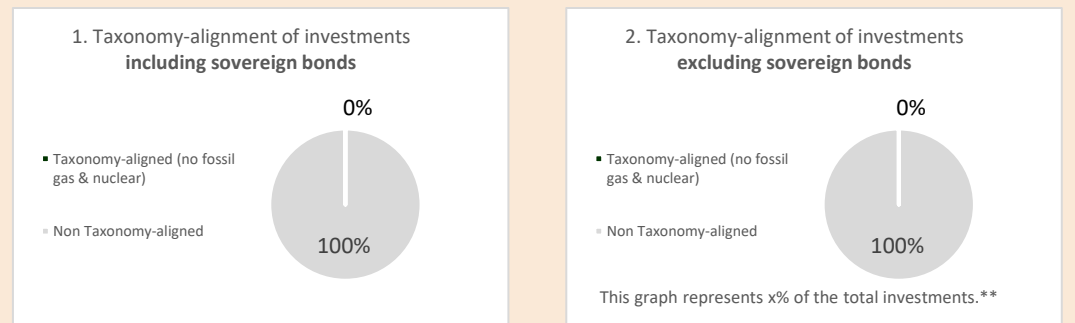 1. Taxonomy-alignment of investments
including sovereign bonds
0%
Taxonomy-aligned (no fossil
gas & nuclear)
Non Taxonomy-aligned
100%
2. Taxonomy-alignment of investments
excluding sovereign bonds
0%
Taxonomy-aligned (no fossil
gas & nuclear)
Non Taxonomy-aligned
100%
This graph represents x% of the total investments.**